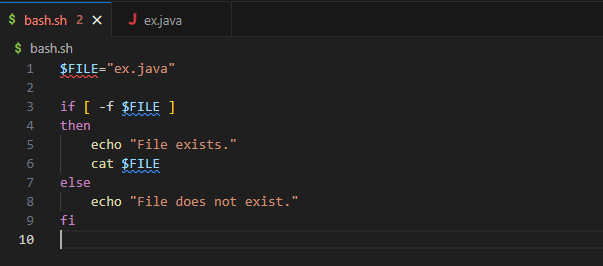 $ bash.sh 2 × J ex.java
$ bash.sh
1 $FILE="ex.java"
2
3 if [ -f $FILE ]
4 then
5     echo "File exists."
6     cat $FILE
7 else
8     echo "File does not exist."
9 fi
10